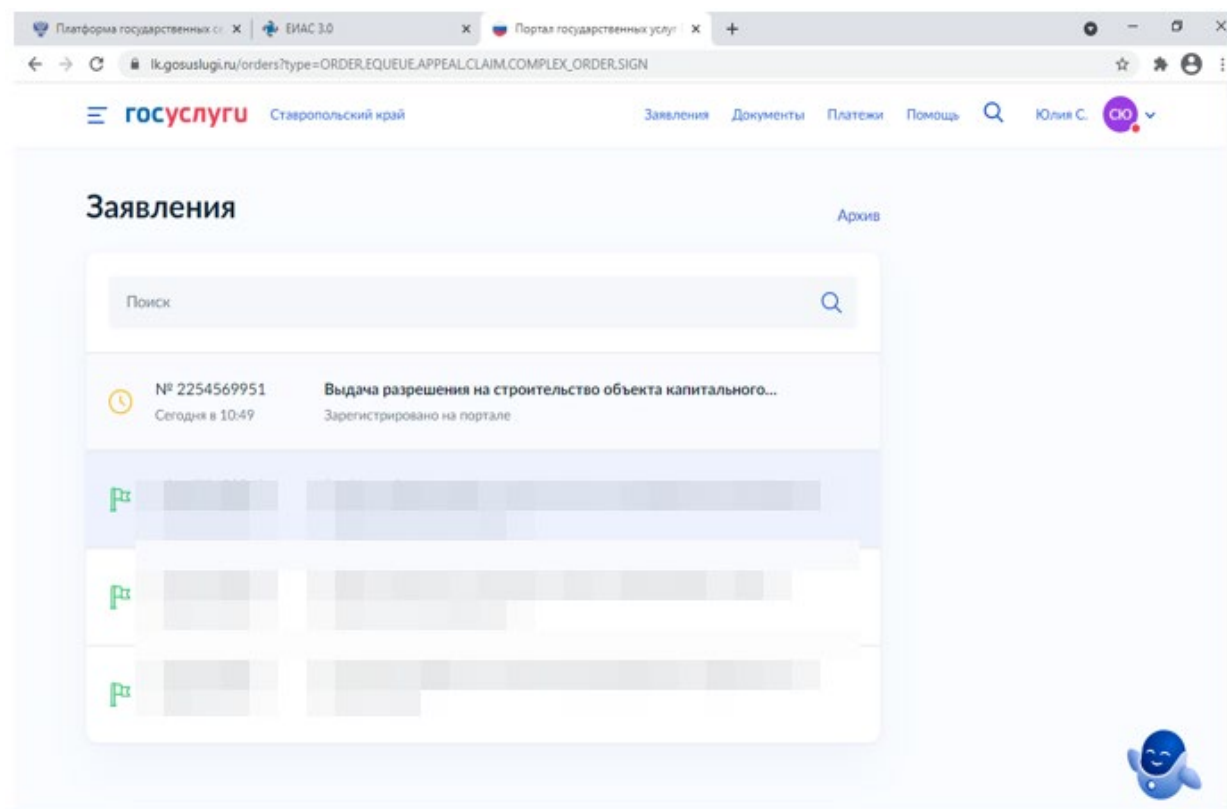 Платформа государственных се
ЕИАС 3.0
Портал государственных услуг
lk.gosuslugi.ru/orders?type=ORDER,EQUEUE,APPEAL,CLAIM,COMPLEX_ORDER,SIGN
госуслуги Ставропольский край Заявления Документы Платежи Помощь Юлия С. СЮ
Заявления
Архив
Поиск
№ 2254569951 Выдача разрешения на строительство объекта капитального...
Сегодня в 10:49 Зарегистрировано на портале